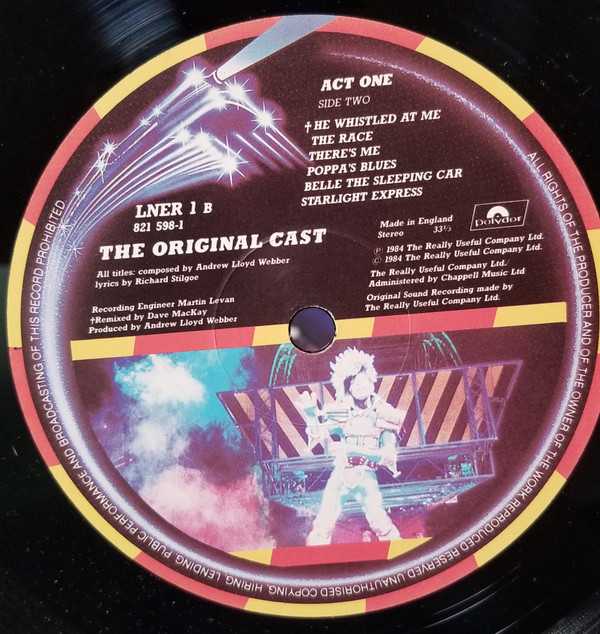 ACT ONE
SIDE TWO
†HE WHISTLED AT ME
THE RACE
THERE'S ME
POPPA'S BLUES
BELLE THE SLEEPING CAR
STARLIGHT EXPRESS
LNER 1 B
821 598-1
THE ORIGINAL CAST
All titles: composed by Andrew Lloyd Webber
lyrics by Richard Stilgoe
Recording Engineer Martin Levan
†Remixed by Dave MacKay
Produced by Andrew Lloyd Webber
polydor
Made in England
Stereo 33⅓
Ⓟ 1984 The Really Useful Company Ltd.
© 1984 The Really Useful Company Ltd.
The Really Useful Company Ltd/
Administered by Chappell Music Ltd
Original Sound Recording made by
The Really Useful Company Ltd.
ALL RIGHTS OF THE PRODUCER AND OF THE OWNER OF THE WORK REPRODUCED RESERVED UNAUTHORISED COPYING, HIRING, LENDING, PUBLIC PERFORMANCE AND BROADCASTING OF THIS RECORD PROHIBITED